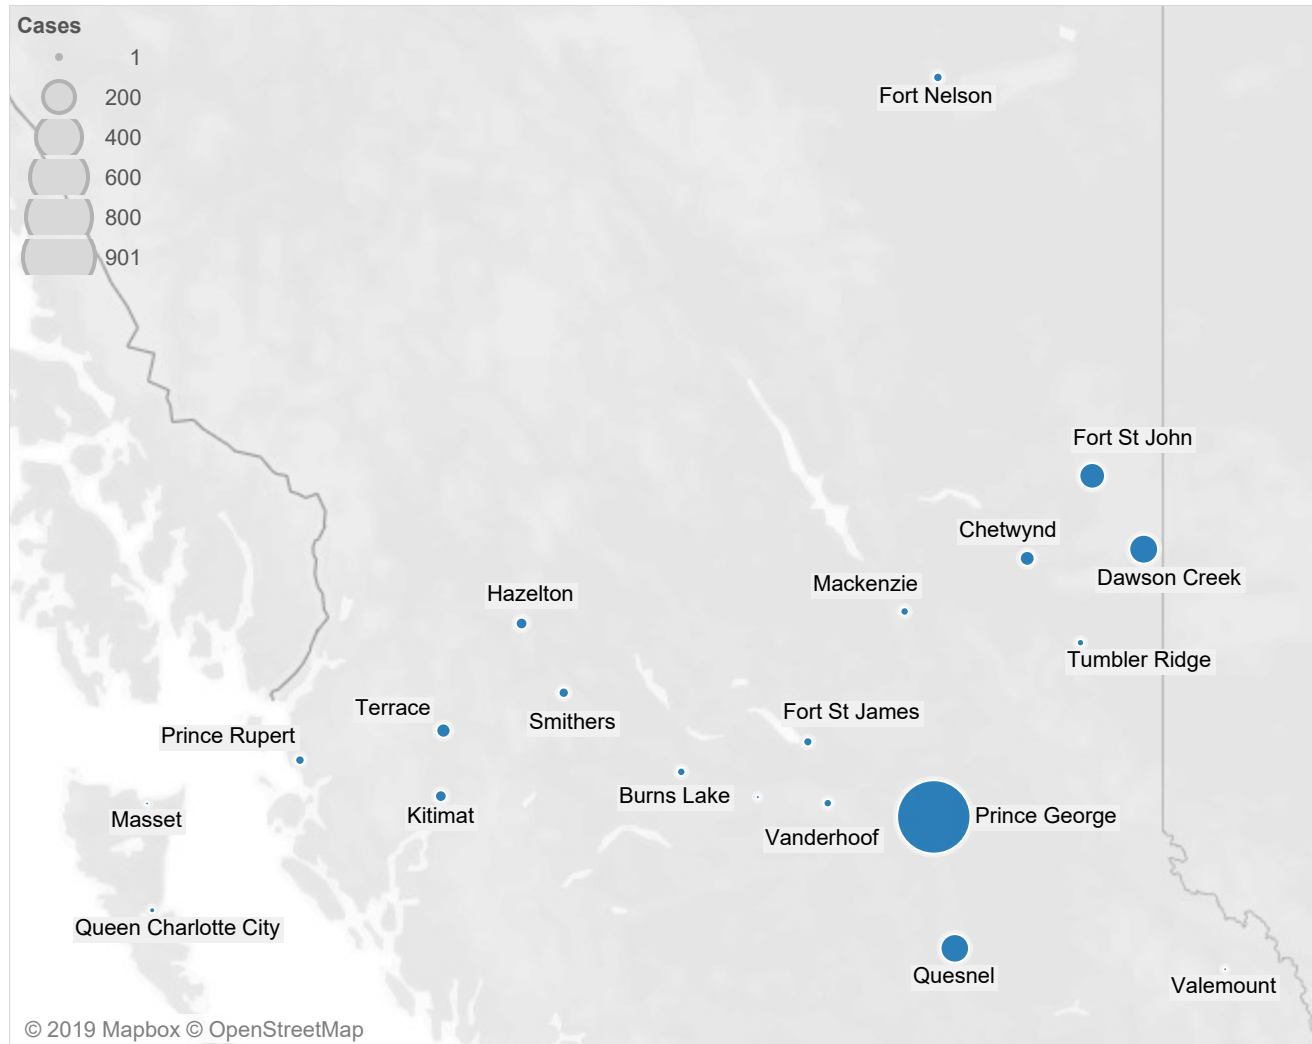 Cases
1
200
400
600
800
901
Fort Nelson
Fort St John
Chetwynd
Dawson Creek
Mackenzie
Hazelton
Tumbler Ridge
Terrace
Fort St James
Smithers
Prince Rupert
Burns Lake
Masset
Kitimat
Prince George
Vanderhoof
Queen Charlotte City
Quesnel
Valemount
© 2019 Mapbox © OpenStreetMap